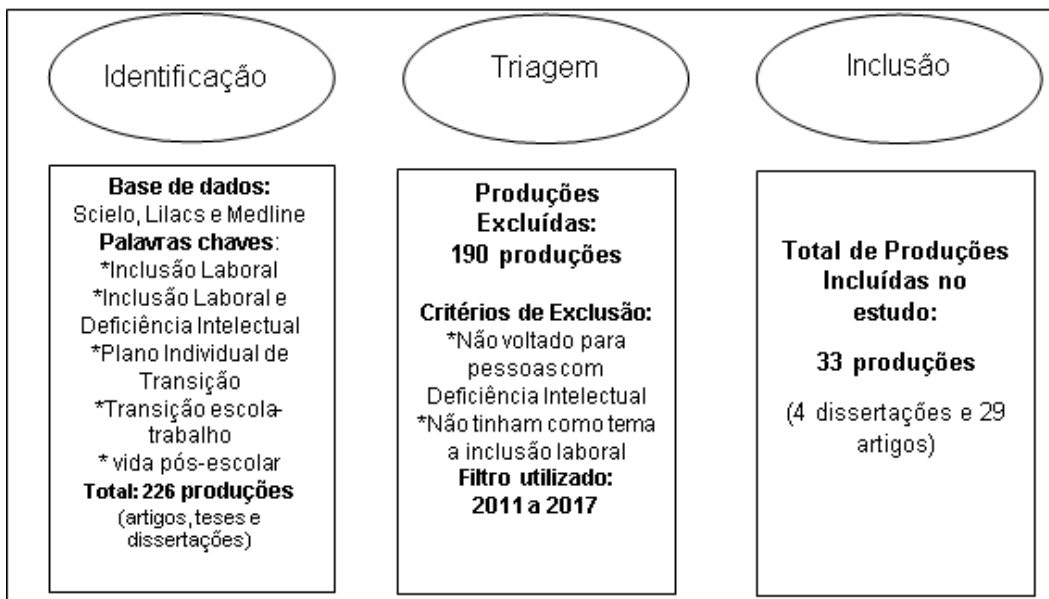 Identificação
Base de dados:
Scielo, Lilacs e Medline
Palavras chaves:
*Inclusão Laboral
*Inclusão Laboral e
Deficiência Intelectual
*Plano Individual de
Transição
*Transição escola-
trabalho
* vida pós-escolar
Total: 226 produções
(artigos, teses e
dissertações)
Triagem
Produções
Excluídas:
190 produções
Critérios de Exclusão:
*Não voltado para
pessoas com
Deficiência Intelectual
*Não tinham como tema
a inclusão laboral
Filtro utilizado:
2011 a 2017
Inclusão
Total de Produções
Incluídas no
estudo:
33 produções
(4 dissertações e 29
artigos)